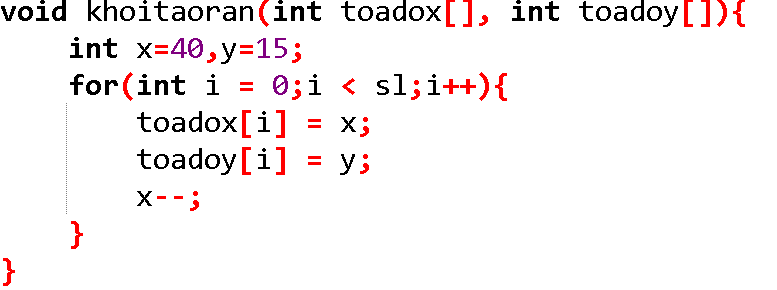 void khoitaoran(int toadox[], int toadoy[]){
    int x=40,y=15;
    for(int i = 0;i < sl;i++){
        toadox[i] = x;
        toadoy[i] = y;
        x--;
    }
}